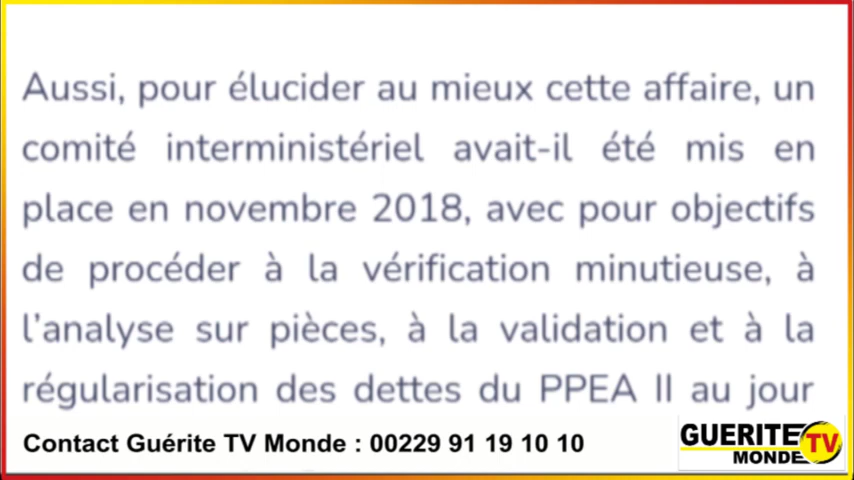 Aussi, pour élucider au mieux cette affaire, un
comité interministériel avait-il été mis en
place en novembre 2018, avec pour objectifs
de procéder à la vérification minutieuse, à
l’analyse sur pièces, à la validation et à la
régularisation des dettes du PPEA II au jour
Contact Guérite TV Monde : 00229 91 19 10 10
GUERITE TV
MONDE